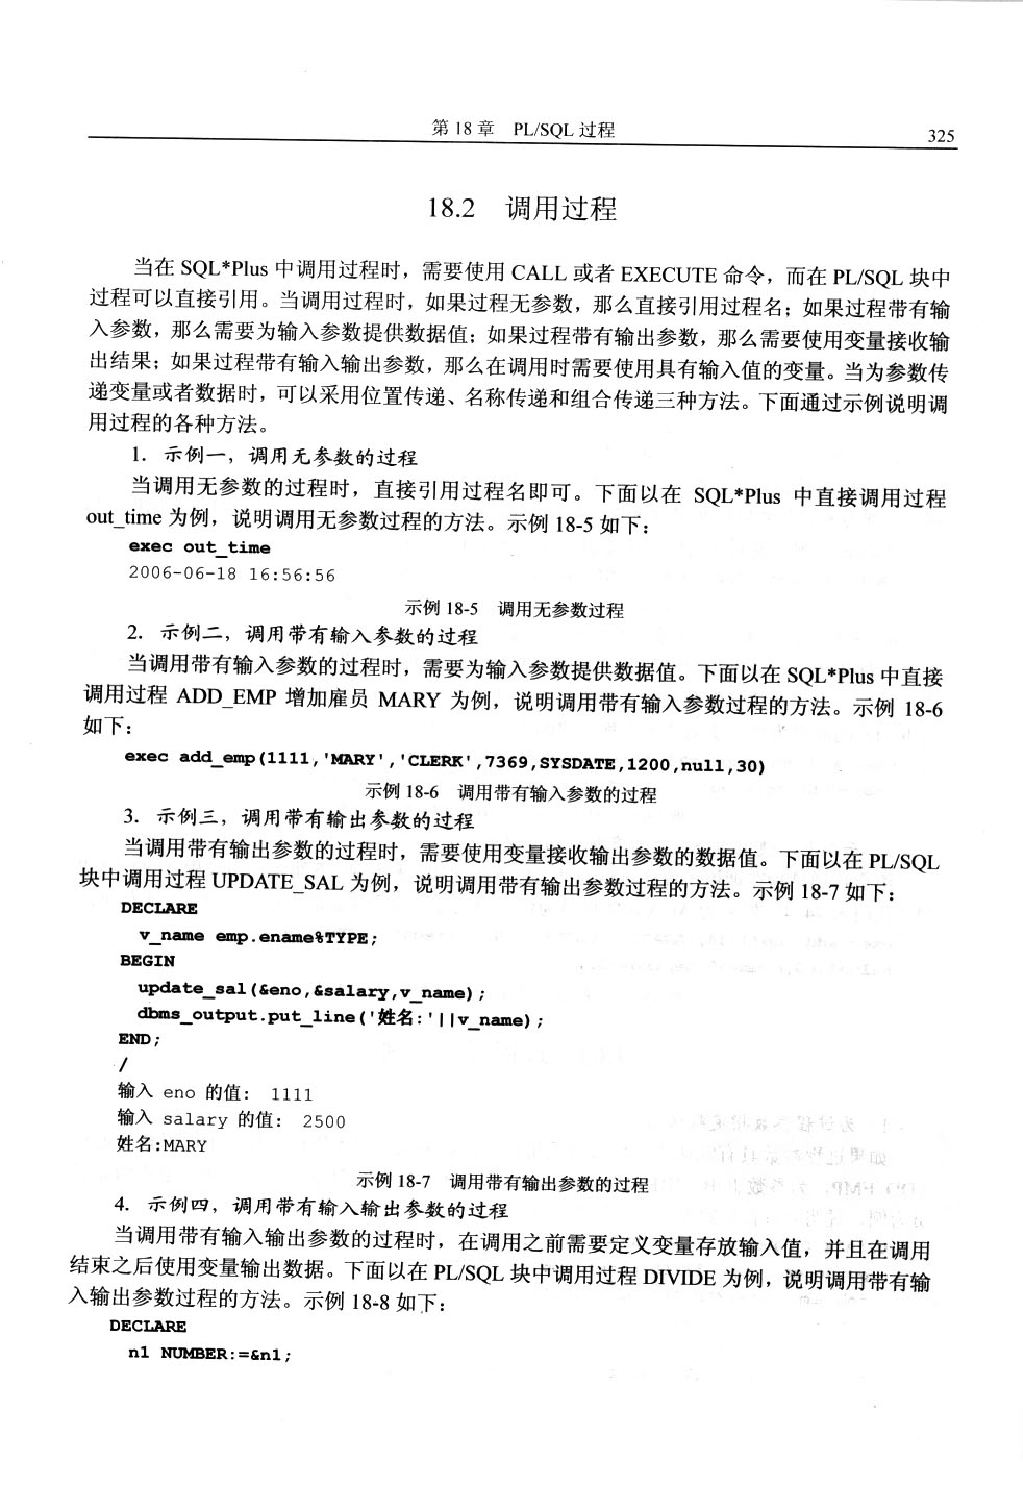 第 18 章 PL/SQL 过程
325
18.2 调用过程
当在 SQL*Plus 中调用过程时，需要使用 CALL 或者 EXECUTE 命令，而在 PL/SQL 块中
过程可以直接引用。当调用过程时，如果过程无参数，那么直接引用过程名；如果过程带有输
入参数，那么需要为输入参数提供数据值；如果过程带有输出参数，那么需要使用变量接收输
出结果；如果过程带有输入输出参数，那么在调用时需要使用具有输入值的变量。当为参数传
递变量或者数据时，可以采用位置传递、名称传递和组合传递三种方法。下面通过示例说明调
用过程的各种方法。
1．示例一，调用无参数的过程
当调用无参数的过程时，直接引用过程名即可。下面以在 SQL*Plus 中直接调用过程
out_time 为例，说明调用无参数过程的方法。示例 18-5 如下：
exec out_time
2006-06-18 16:56:56
示例 18-5 调用无参数过程
2．示例二，调用带有输入参数的过程
当调用带有输入参数的过程时，需要为输入参数提供数据值。下面以在 SQL*Plus 中直接
调用过程 ADD_EMP 增加雇员 MARY 为例，说明调用带有输入参数过程的方法。示例 18-6
如下：
exec add_emp(1111,'MARY','CLERK',7369,SYSDATE,1200,null,30)
示例 18-6 调用带有输入参数的过程
3．示例三，调用带有输出参数的过程
当调用带有输出参数的过程时，需要使用变量接收输出参数的数据值。下面以在 PL/SQL
块中调用过程 UPDATE_SAL 为例，说明调用带有输出参数过程的方法。示例 18-7 如下：
DECLARE
v_name emp.ename%TYPE;
BEGIN
update_sal(&eno,&salary,v_name);
dbms_output.put_line('姓名:'||v_name);
END;
/
输入 eno 的值： 1111
输入 salary 的值： 2500
姓名:MARY
示例 18-7 调用带有输出参数的过程
4．示例四，调用带有输入输出参数的过程
当调用带有输入输出参数的过程时，在调用之前需要定义变量存放输入值，并且在调用
结束之后使用变量输出数据。下面以在 PL/SQL 块中调用过程 DIVIDE 为例，说明调用带有输
入输出参数过程的方法。示例 18-8 如下：
DECLARE
n1 NUMBER:=&n1;